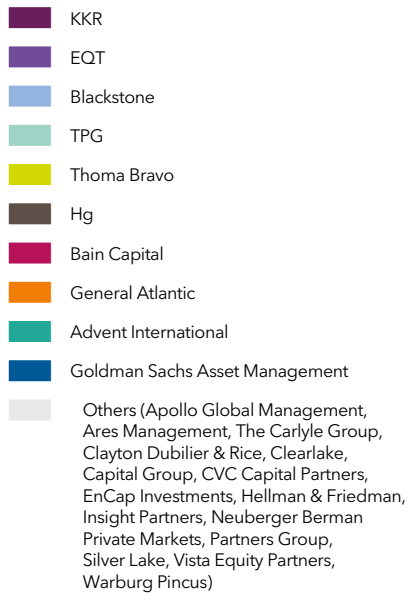 KKR
EQT
Blackstone
TPG
Thoma Bravo
Hg
Bain Capital
General Atlantic
Advent International
Goldman Sachs Asset Management
Others (Apollo Global Management,
Ares Management, The Carlyle Group,
Clayton Dubilier & Rice, Clearlake,
Capital Group, CVC Capital Partners,
EnCap Investments, Hellman & Friedman,
Insight Partners, Neuberger Berman
Private Markets, Partners Group,
Silver Lake, Vista Equity Partners,
Warburg Pincus)